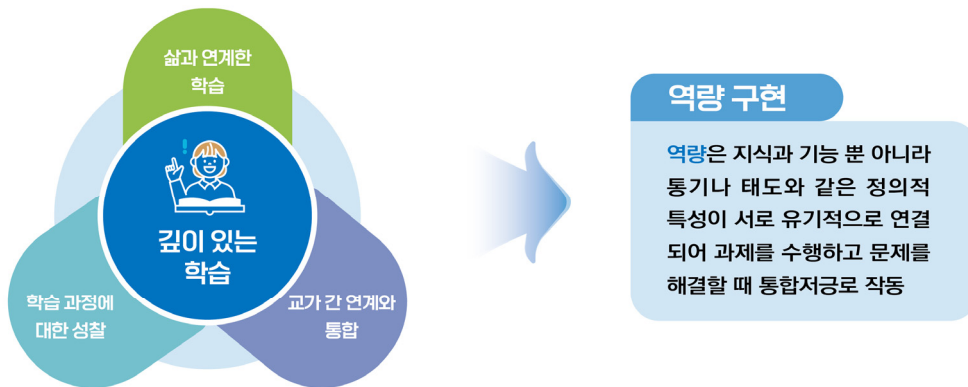 삶과 연계한
학습
깊이 있는
학습
학습 과정에
대한 성찰
교가 간 연계와
통합
역량 구현
역량은 지식과 기능 뿐 아니라
통기나 태도와 같은 정의적
특성이 서로 유기적으로 연결
되어 과제를 수행하고 문제를
해결할 때 통합저긍로 작동